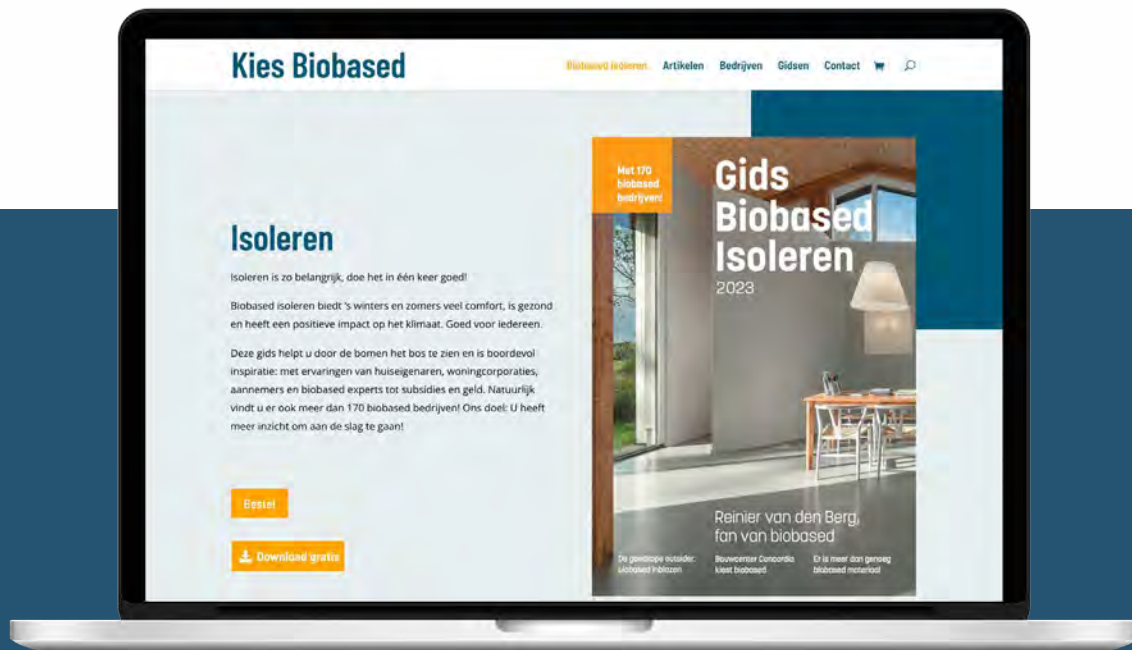 Kies Biobased
Biobased Isoleren Artikelen Bedrijven Gidsen Contact
Isoleren
Isoleren is zo belangrijk, doe het in één keer goed!
Biobased isoleren biedt 's winters en zomers veel comfort, is gezond
en heeft een positieve impact op het klimaat. Goed voor iedereen.
Deze gids helpt u door de bomen het bos te zien en is boordevol
inspiratie: met ervaringen van huiseigenaren, woningcorporaties,
aannemers en biobased experts tot subsidies en geld. Natuurlijk
vindt u er ook meer dan 170 biobased bedrijven! Ons doel: U heeft
meer inzicht om aan de slag te gaan!
Bestel
Download gratis
Met 170
biobased
bedrijven!
Gids
Biobased
Isoleren
2023
Reinier van den Berg,
fan van biobased
De goedkope outsider:
biobased inblazen
Bouwcenter Concordia
kiest biobased
Er is meer dan genoeg
biobased materiaal